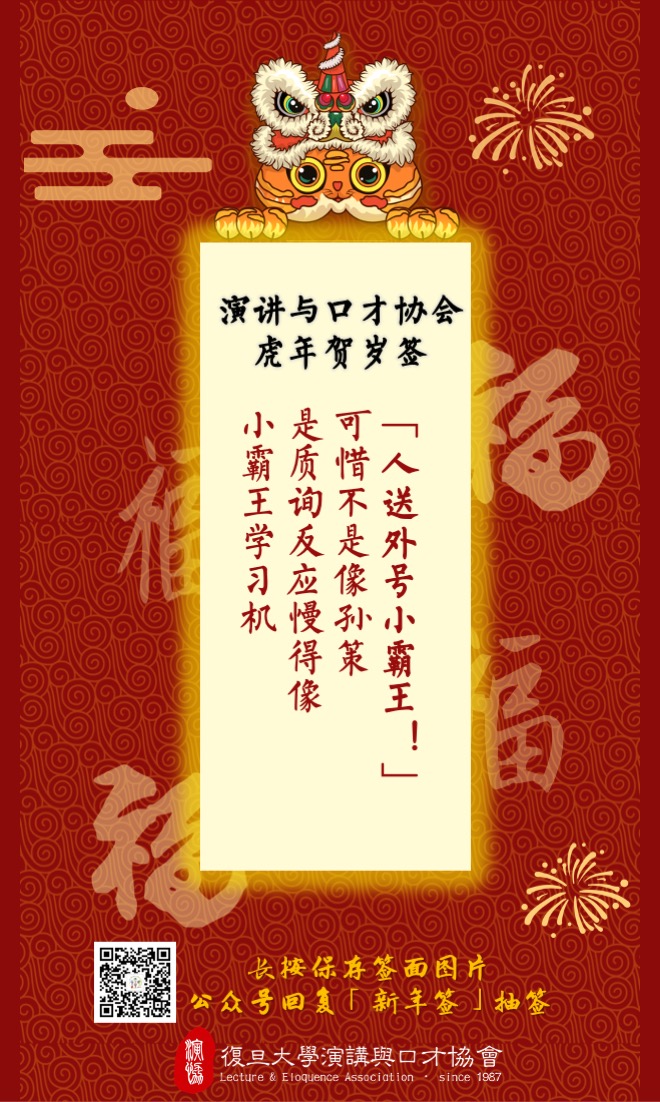 演讲与口才协会
虎年贺岁签
「人送外号小霸王！」
可惜不是像孙策
是质询反应慢得像
小霸王学习机
福
福
福
福
长按保存签面图片
公众号回复「新年签」抽签
演協
復旦大學演講與口才協會
Lecture & Eloquence Association · since 1987